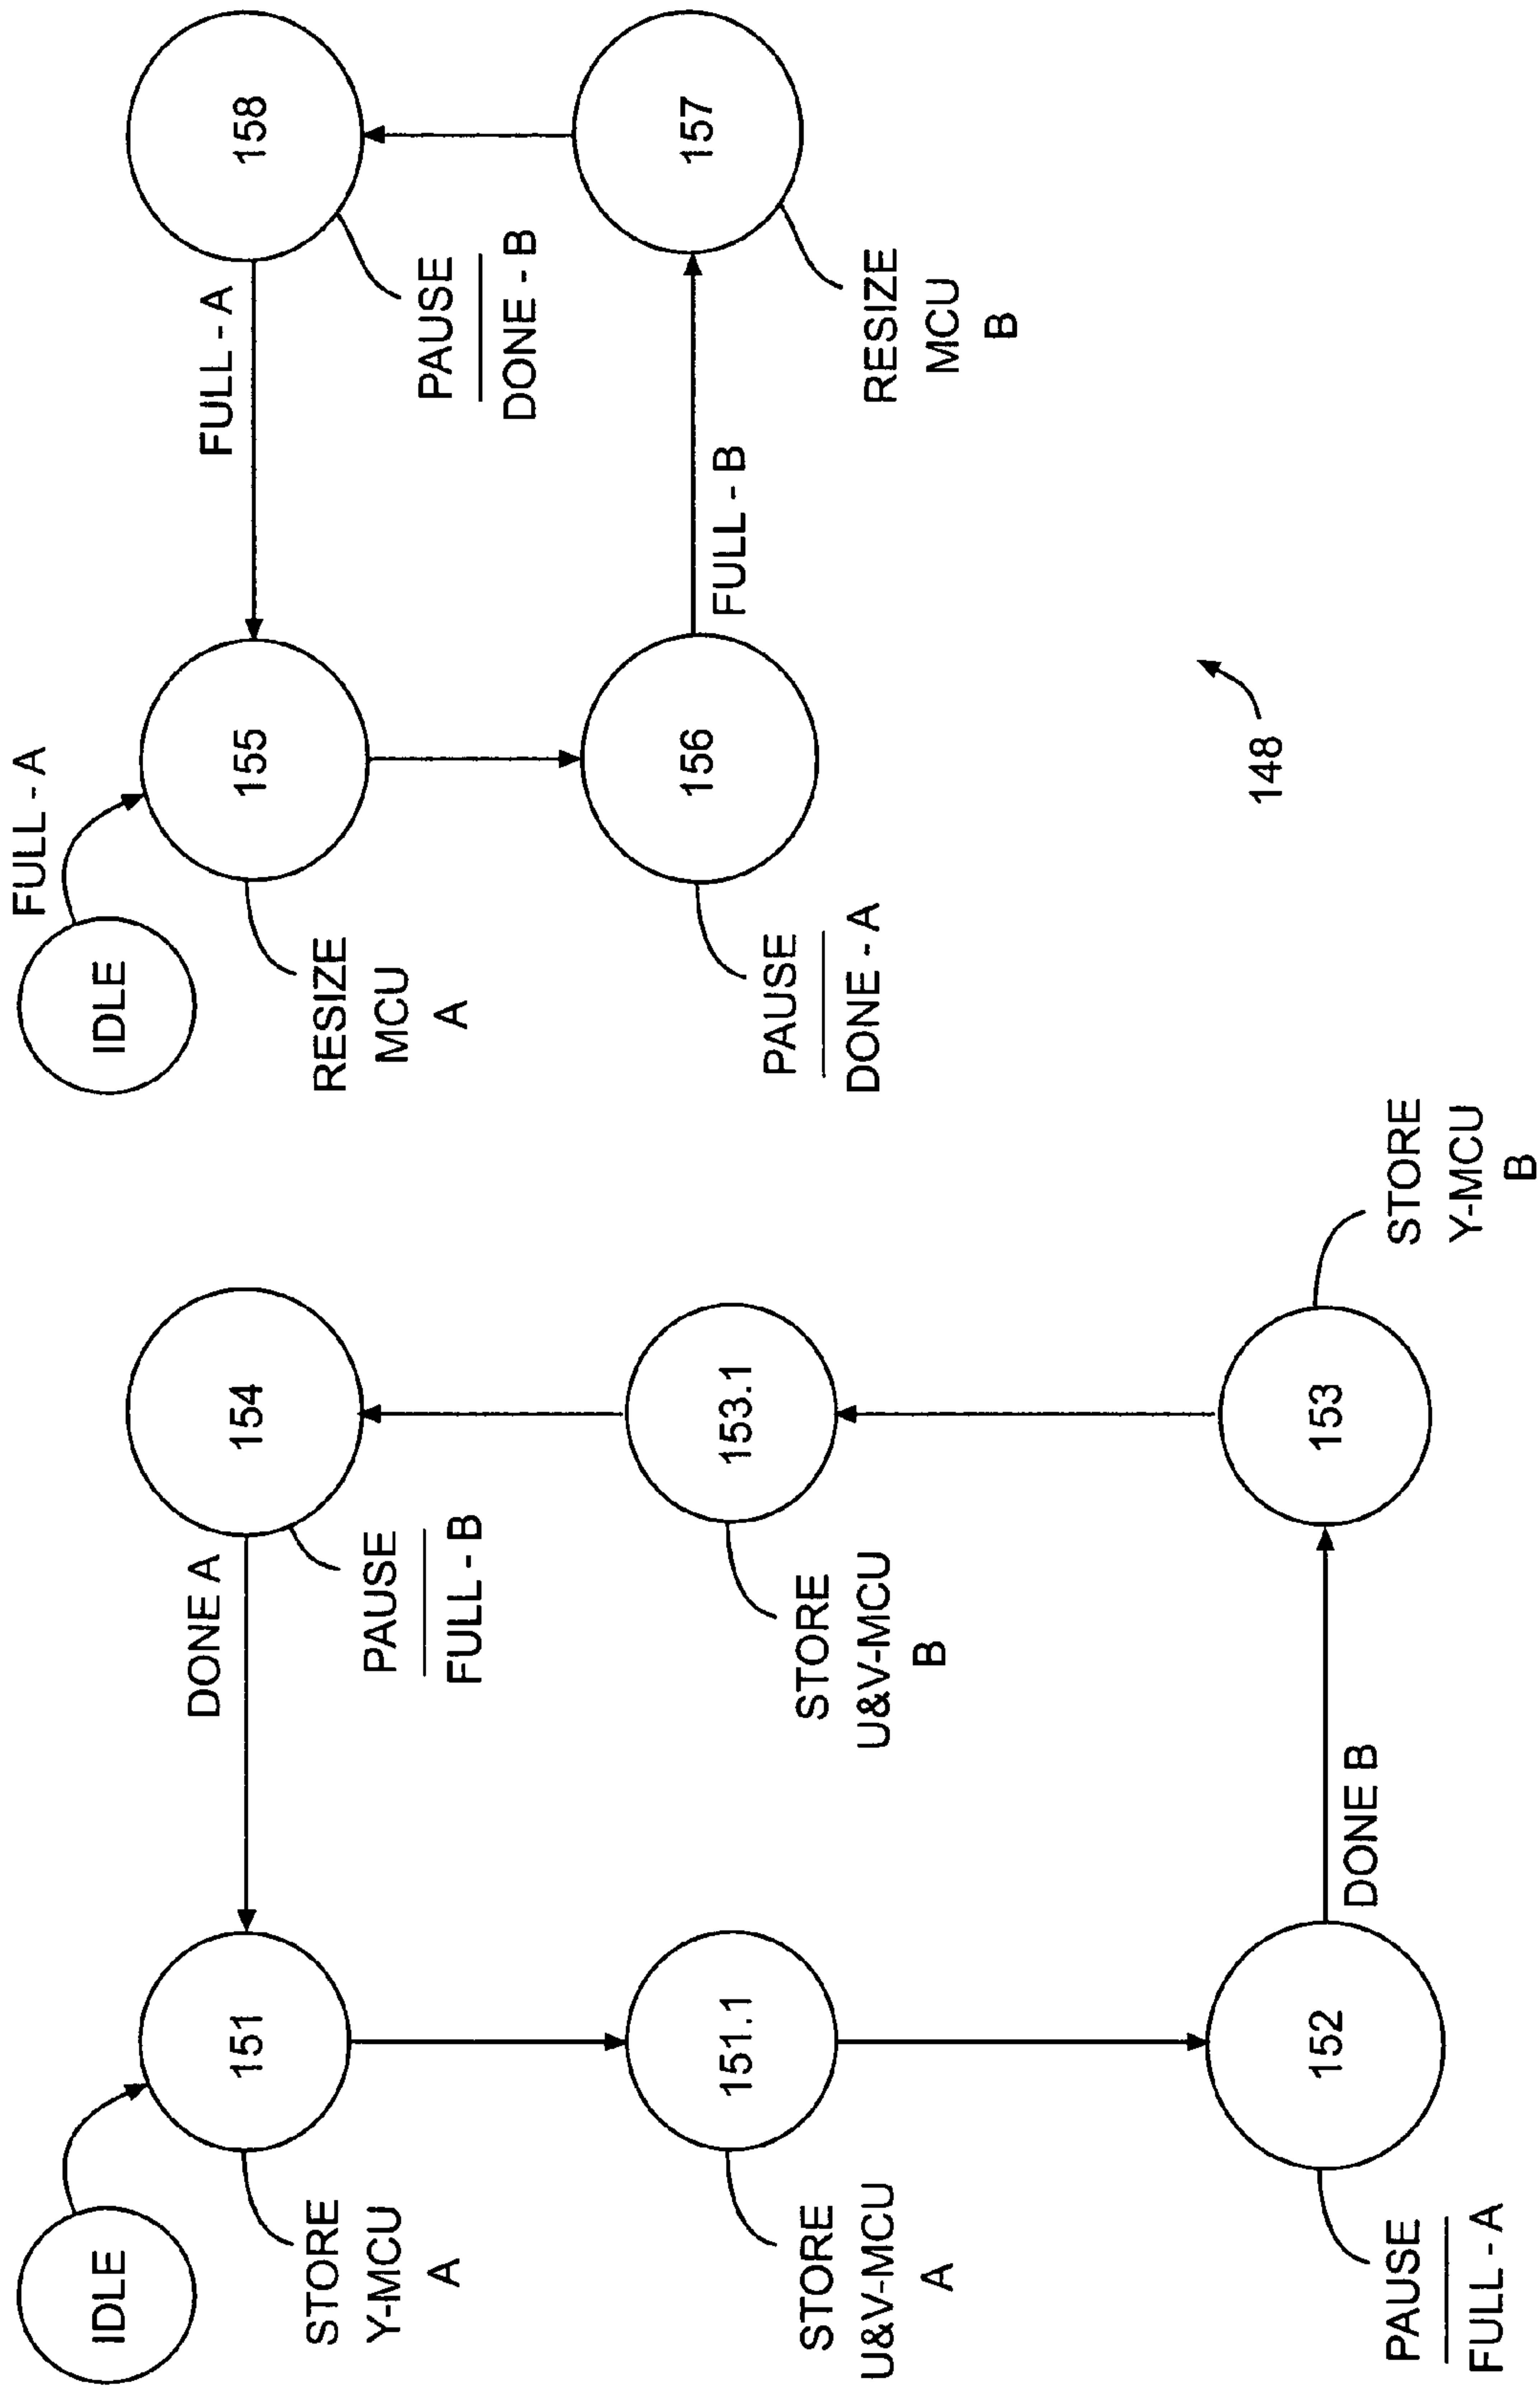 IDLE
151
STORE
Y-MCU
A
151.1
STORE
U&V-MCU
A
152
PAUSE
FULL - A
DONE B
153
STORE
Y-MCU
B
153.1
STORE
U&V-MCU
B
154
PAUSE
FULL - B
DONE A
IDLE
FULL - A
155
RESIZE
MCU
A
156
PAUSE
DONE - A
FULL - B
157
RESIZE
MCU
B
158
PAUSE
DONE - B
FULL - A
148